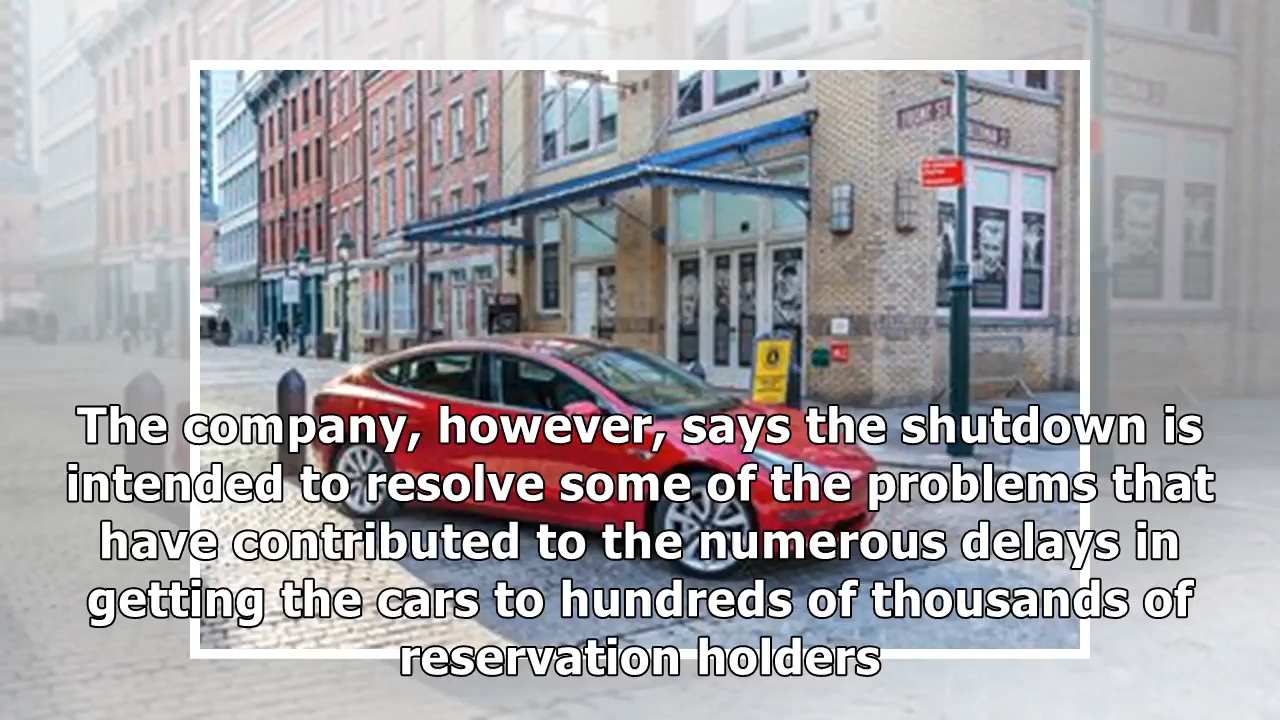 The company, however, says the shutdown is
intended to resolve some of the problems that
have contributed to the numerous delays in
getting the cars to hundreds of thousands of
reservation holders